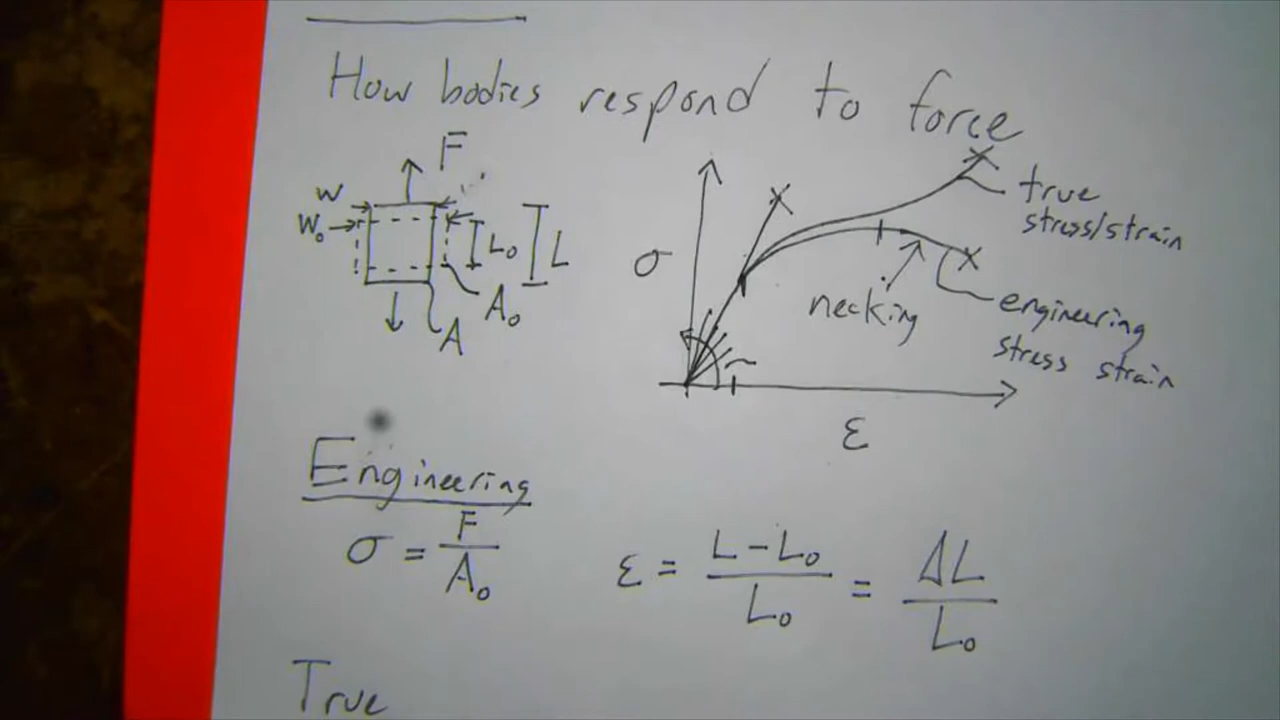 How bodies respond to force
F
w
W₀
L₀
L
A₀
A
σ
ε
true
stress/strain
necking
engineering
stress strain
Engineering
σ = F/A₀
ε = L - L₀/L₀ = ΔL/L₀
True